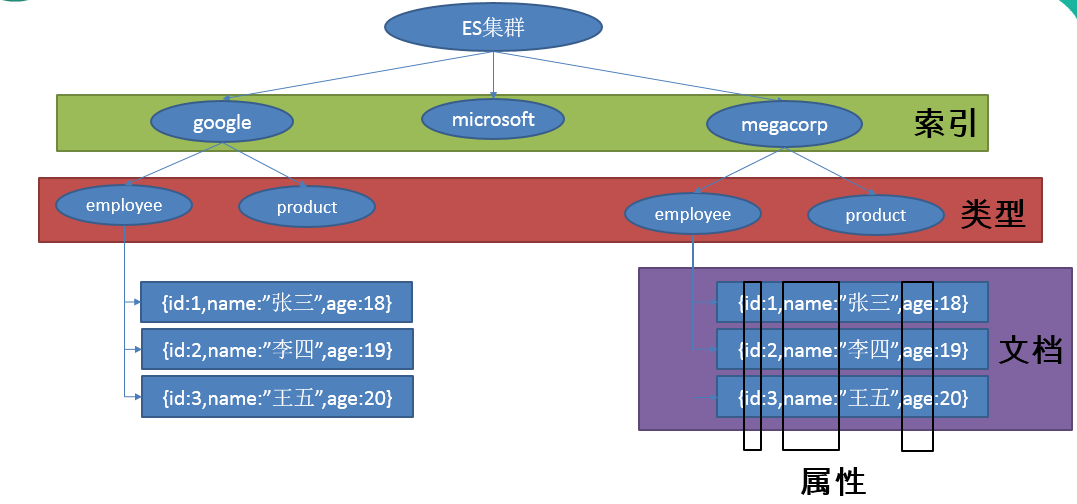 ES集群
google
microsoft
megacorp
索引
employee
product
employee
product
类型
{id:1,name:”张三”,age:18}
{id:2,name:”李四”,age:19}
{id:3,name:”王五”,age:20}
{id:1,name:”张三”,age:18}
{id:2,name:”李四”,age:19}
{id:3,name:”王五”,age:20}
文档
属性